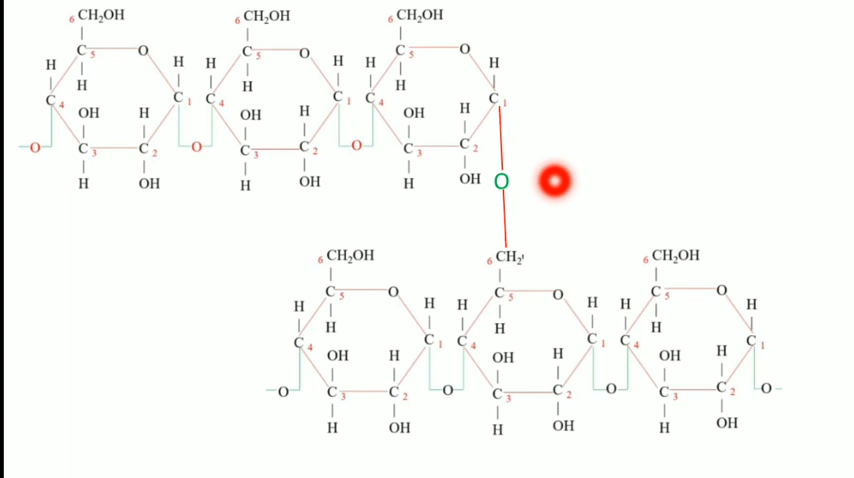 6 CH₂OH 6 CH₂OH 6 CH₂OH
C 5 O C 5 O C 5 O
H H H H H H
H H H
C 4 C 1 C 4 C 1 C 4 C 1
OH H OH H OH H
O C 3 C 2 O C 3 C 2 O C 3 C 2
H OH H OH H OH O
6 CH₂OH 6 CH₂' 6 CH₂OH
C 5 O C 5 O C 5 O
H H H H H H
H H H
C 4 C 1 C 4 C 1 C 4 C 1
OH H OH H OH H
O C 3 C 2 O C 3 C 2 O C 3 C 2 O
H OH H OH H OH